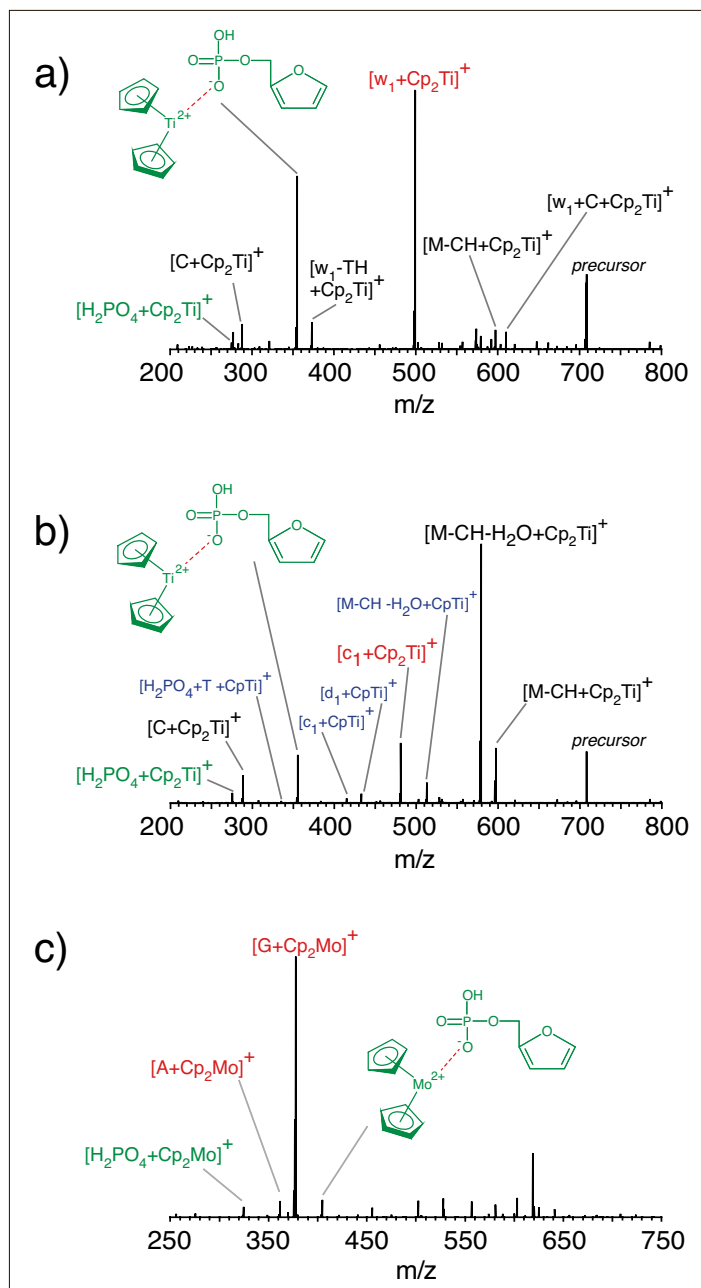 a)
OH
O=P-O
O
O⁻
Ti²⁺
[w₁+Cp₂Ti]⁺
[w₁+C+Cp₂Ti]⁺
[M-CH+Cp₂Ti]⁺
[C+Cp₂Ti]⁺
[w₁-TH
+Cp₂Ti]⁺
precursor
[H₂PO₄+Cp₂Ti]⁺
200 300 400 500 600 700 800
m/z
b)
OH
O=P-O
O
O⁻
Ti²⁺
[M-CH-H₂O+Cp₂Ti]⁺
[M-CH -H₂O+CpTi]⁺
[c₁+Cp₂Ti]⁺
[H₂PO₄+T +CpTi]⁺
[d₁+CpTi]⁺
[M-CH+Cp₂Ti]⁺
[C+Cp₂Ti]⁺
[c₁+CpTi]⁺
precursor
[H₂PO₄+Cp₂Ti]⁺
200 300 400 500 600 700 800
m/z
c)
[G+Cp₂Mo]⁺
OH
O=P-O
O
O⁻
Mo²⁺
[A+Cp₂Mo]⁺
[H₂PO₄+Cp₂Mo]⁺
250 350 450 550 650 750
m/z